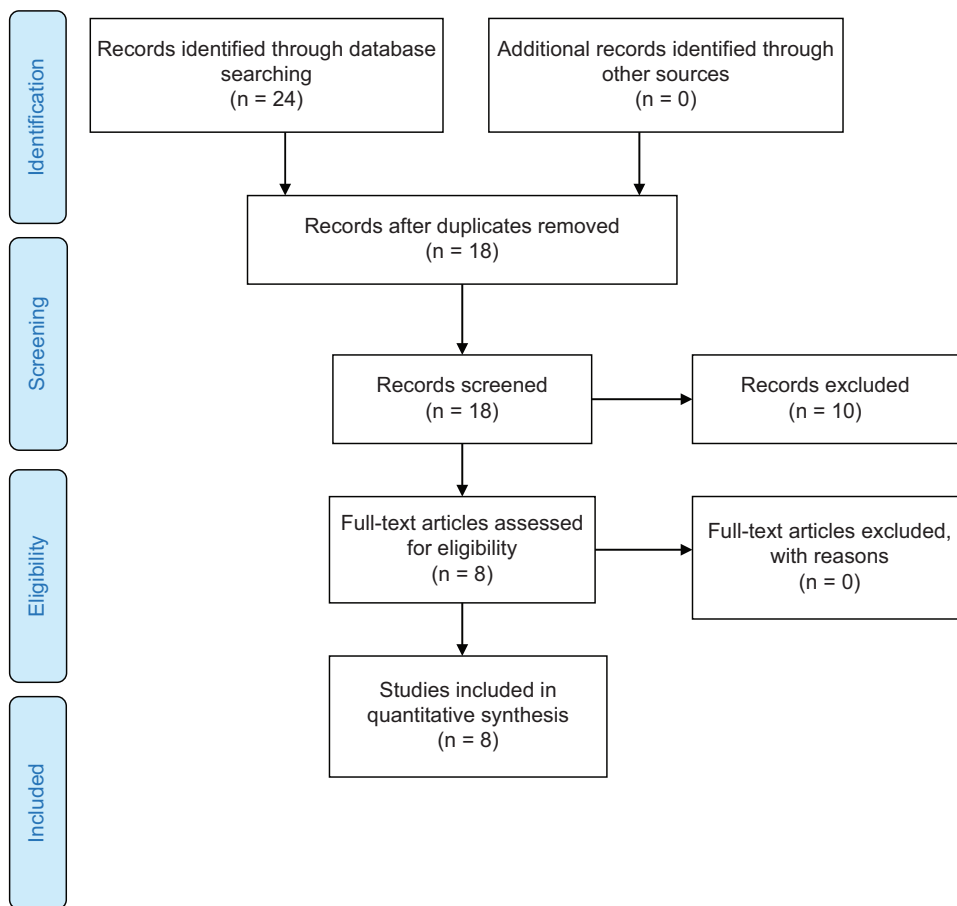 Identification
Records identified through database
searching
(n = 24)
Additional records identified through
other sources
(n = 0)
Records after duplicates removed
(n = 18)
Screening
Records screened
(n = 18)
Records excluded
(n = 10)
Eligibility
Full-text articles assessed
for eligibility
(n = 8)
Full-text articles excluded,
with reasons
(n = 0)
Included
Studies included in
quantitative synthesis
(n = 8)